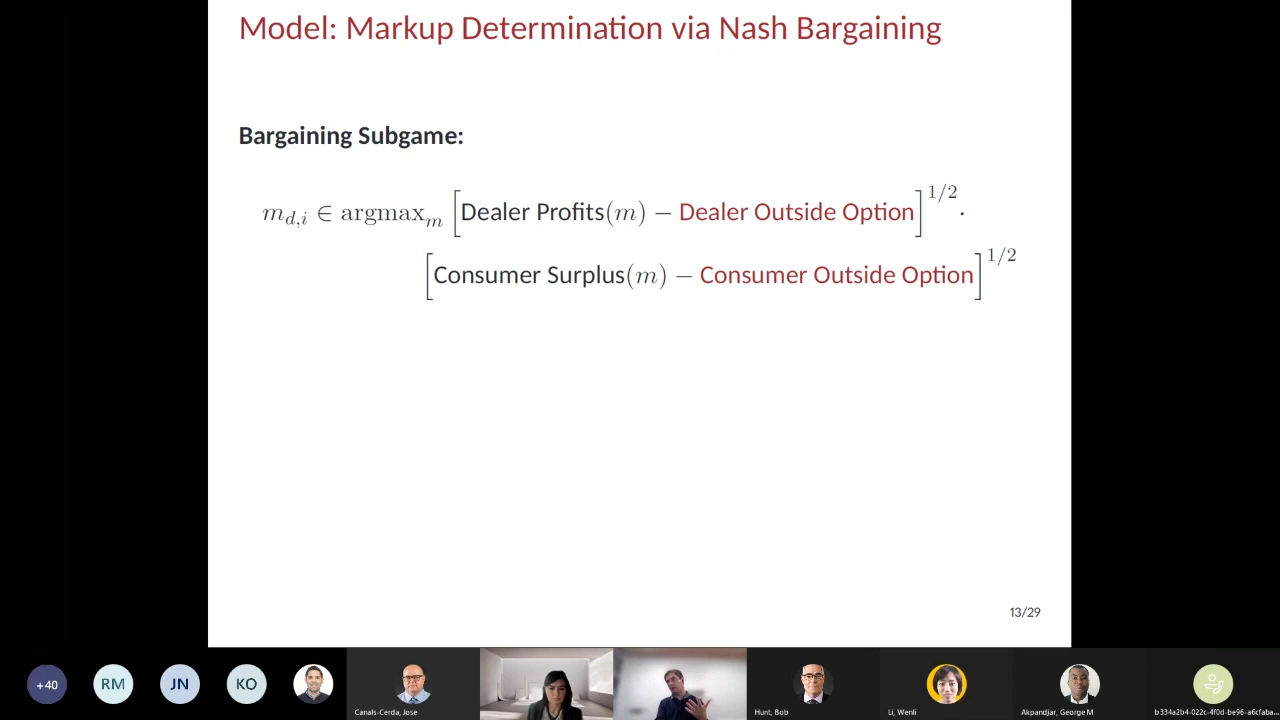 Model: Markup Determination via Nash Bargaining
Bargaining Subgame:
m_{d,i} ∈ argmax_m [Dealer Profits(m) − Dealer Outside Option]^{1/2} ·
[Consumer Surplus(m) − Consumer Outside Option]^{1/2}
13/29
+40
RM
JN
KO
Canals-Cerda, Jose
Hunt, Bob
Li, Wenli
Akpandjar, George M
b334a2b4-022c-4f0d-be96-a6cfaba...